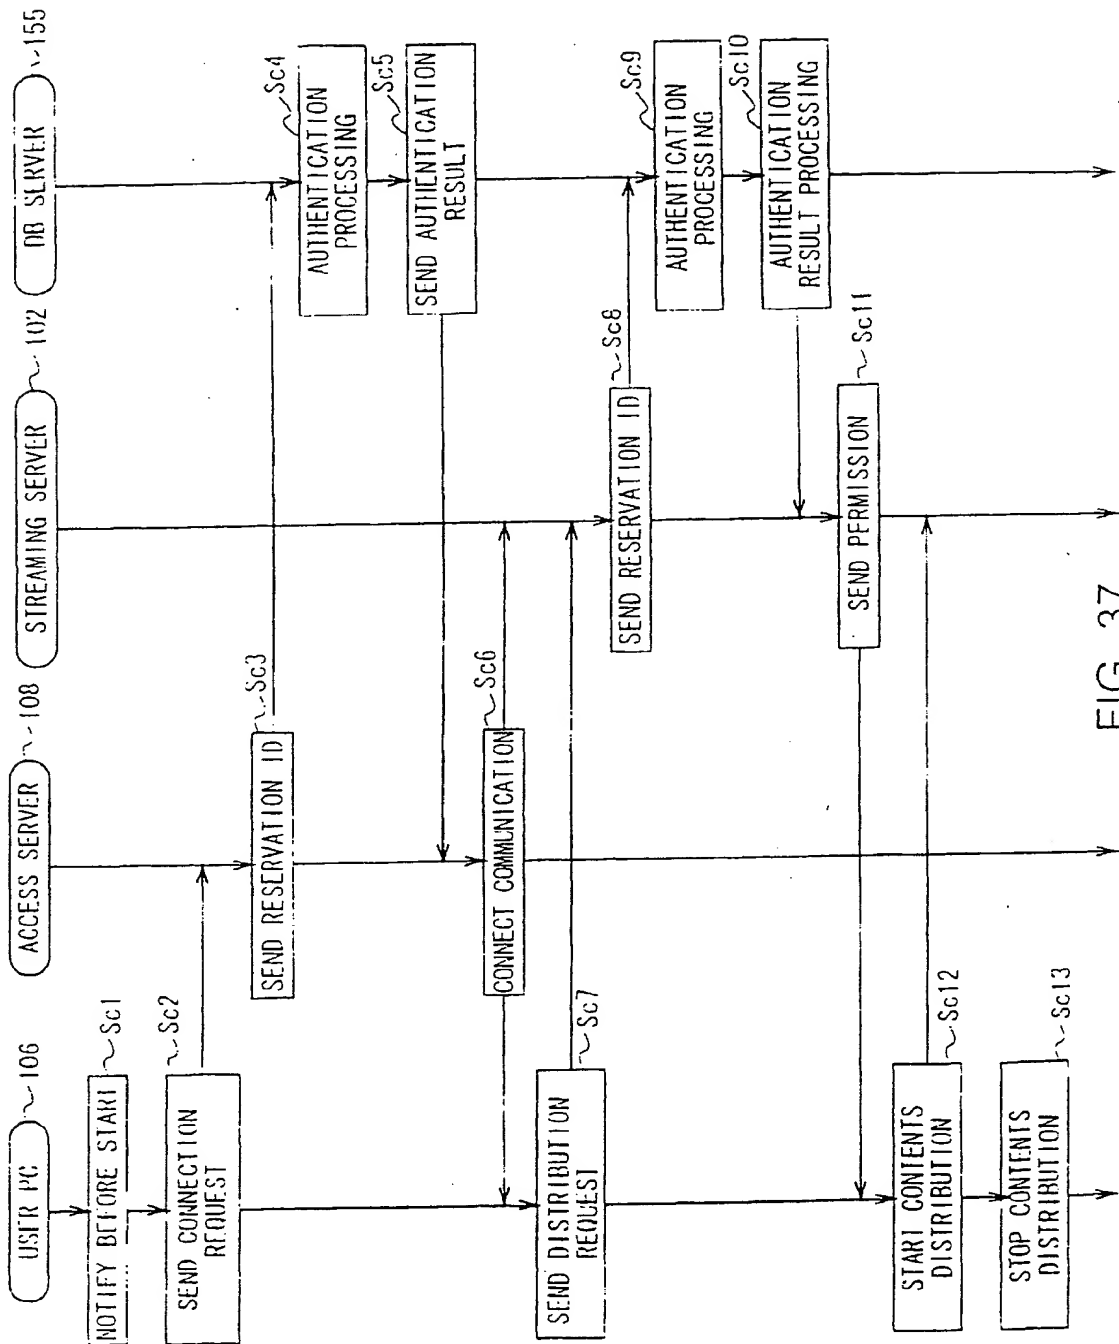 USER PC
106
ACCESS SERVER
108
STREAMING SERVER
102
DB SERVER
155
NOTIFY BEFORE START
Sc1
SEND CONNECTION
REQUEST
Sc2
SEND RESERVATION ID
Sc3
AUTHENTICATION
PROCESSING
Sc4
SEND AUTHENTICATION
RESULT
Sc5
CONNECT COMMUNICATION
Sc6
SEND DISTRIBUTION
REQUEST
Sc7
SEND RESERVATION ID
Sc8
AUTHENTICATION
PROCESSING
Sc9
AUTHENTICATION
RESULT PROCESSING
Sc10
SEND PERMISSION
Sc11
START CONTENTS
DISTRIBUTION
Sc12
STOP CONTENTS
DISTRIBUTION
Sc13
FIG. 37